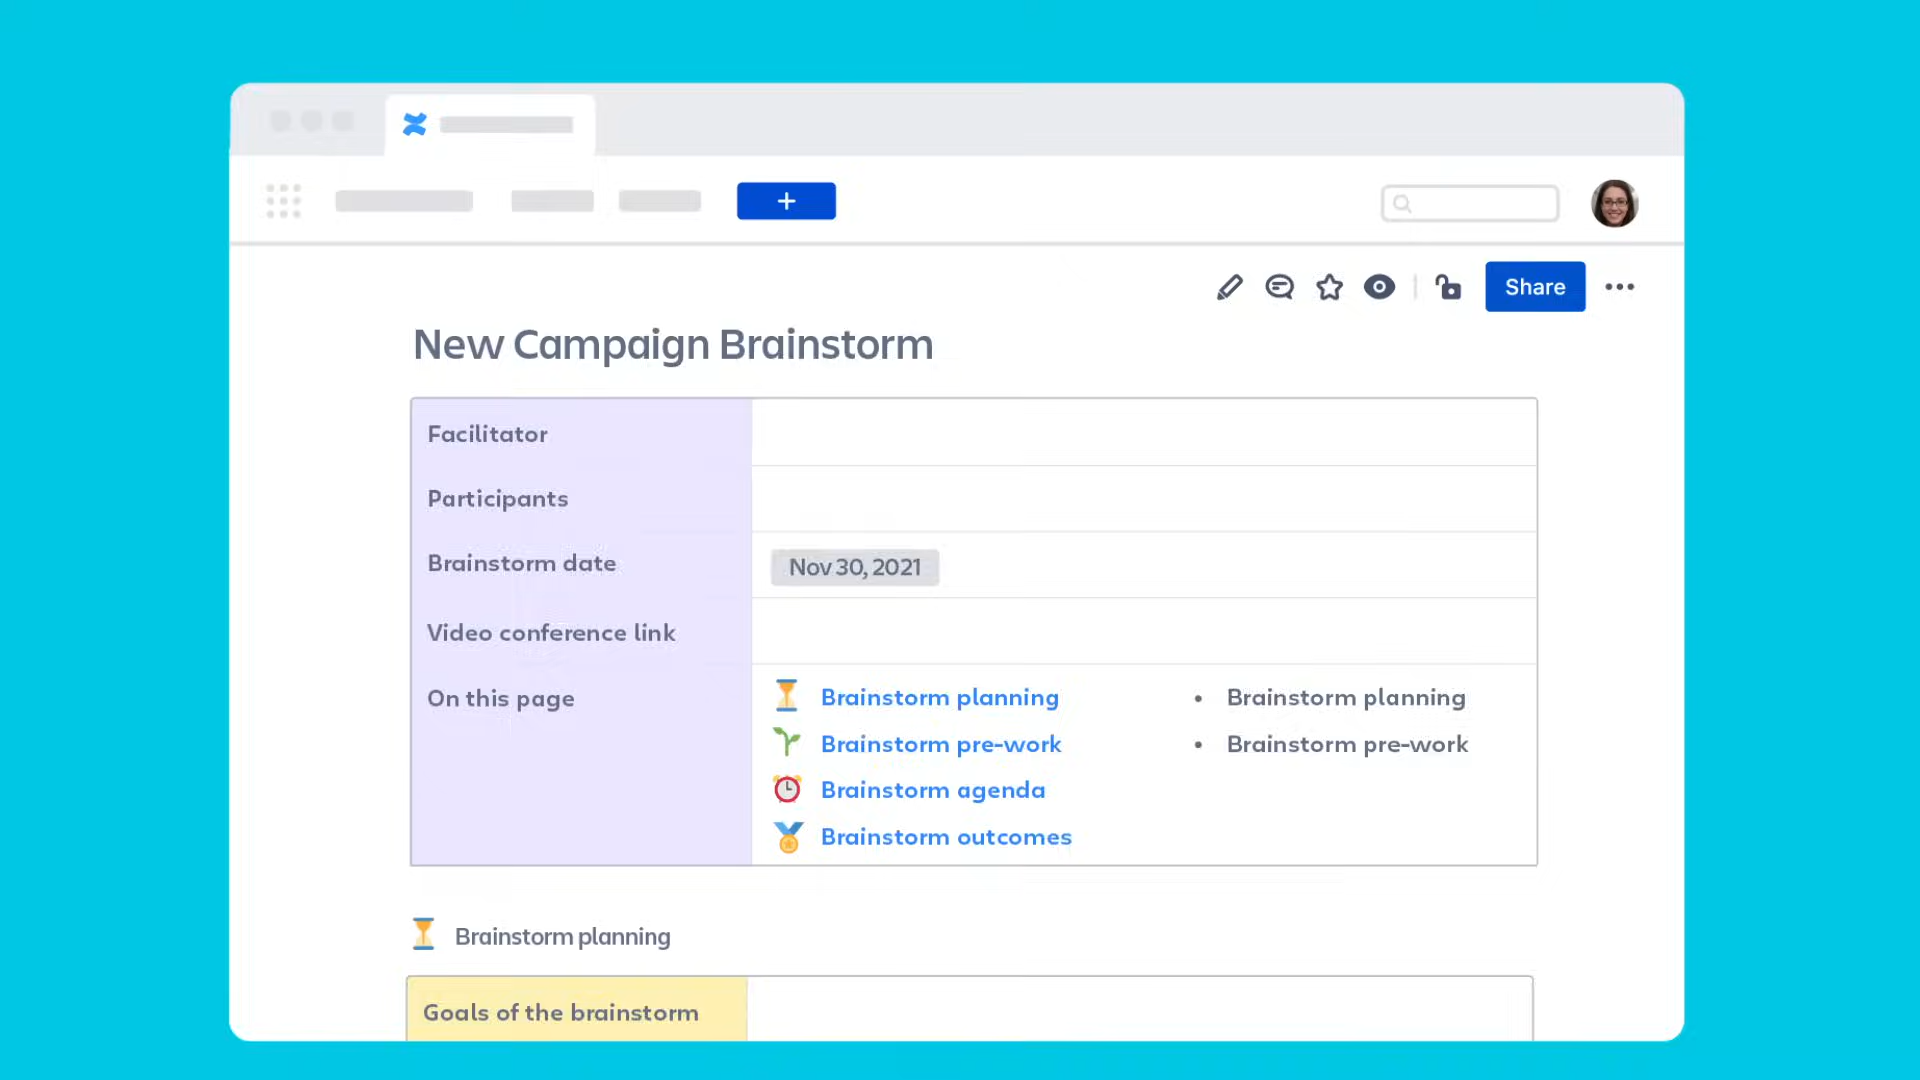 +
Share
New Campaign Brainstorm
Facilitator
Participants
Brainstorm date
Nov 30, 2021
Video conference link
On this page
Brainstorm planning
Brainstorm pre-work
Brainstorm agenda
Brainstorm outcomes
• Brainstorm planning
• Brainstorm pre-work
Brainstorm planning
Goals of the brainstorm